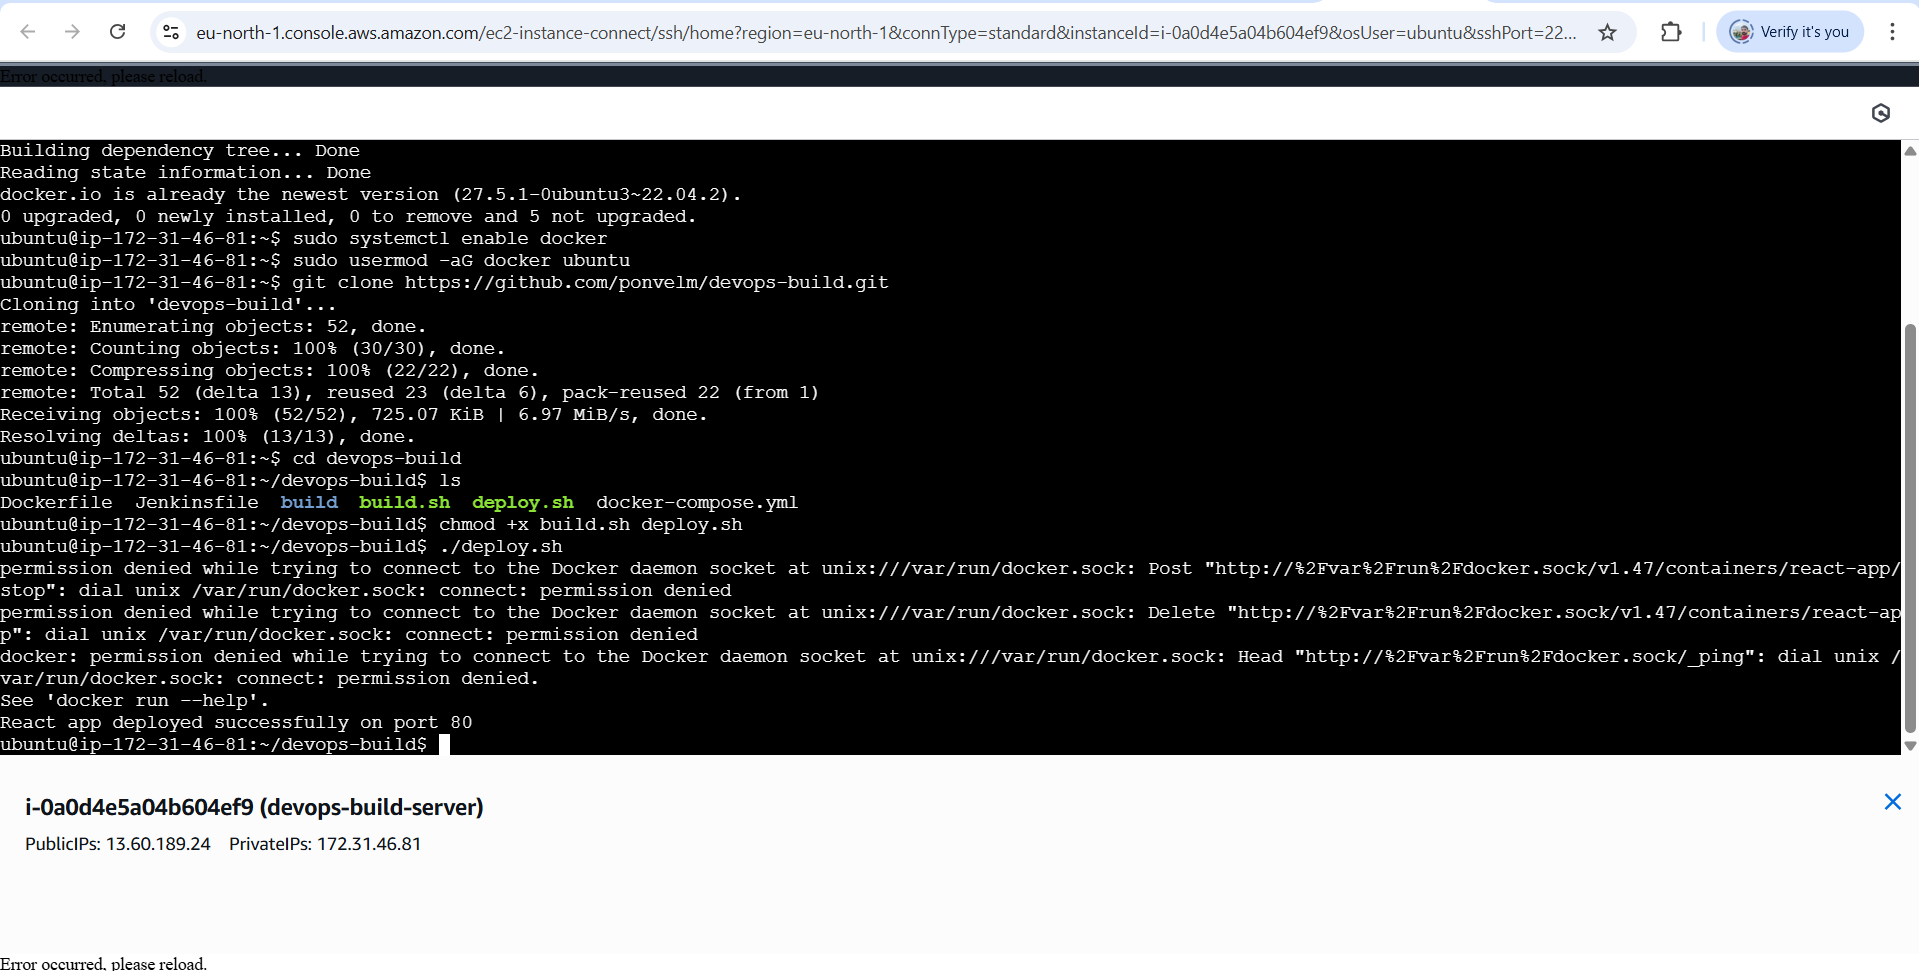 eu-north-1.console.aws.amazon.com/ec2-instance-connect/ssh/home?region=eu-north-1&connType=standard&instanceId=i-0a0d4e5a04b604ef9&osUser=ubuntu&sshPort=22...
Verify it's you
Error occurred, please reload.
Building dependency tree... Done
Reading state information... Done
docker.io is already the newest version (27.5.1-0ubuntu3~22.04.2).
0 upgraded, 0 newly installed, 0 to remove and 5 not upgraded.
ubuntu@ip-172-31-46-81:~$ sudo systemctl enable docker
ubuntu@ip-172-31-46-81:~$ sudo usermod -aG docker ubuntu
ubuntu@ip-172-31-46-81:~$ git clone https://github.com/ponvelm/devops-build.git
Cloning into 'devops-build'...
remote: Enumerating objects: 52, done.
remote: Counting objects: 100% (30/30), done.
remote: Compressing objects: 100% (22/22), done.
remote: Total 52 (delta 13), reused 23 (delta 6), pack-reused 22 (from 1)
Receiving objects: 100% (52/52), 725.07 KiB | 6.97 MiB/s, done.
Resolving deltas: 100% (13/13), done.
ubuntu@ip-172-31-46-81:~$ cd devops-build
ubuntu@ip-172-31-46-81:~/devops-build$ ls
Dockerfile  Jenkinsfile  build  build.sh  deploy.sh  docker-compose.yml
ubuntu@ip-172-31-46-81:~/devops-build$ chmod +x build.sh deploy.sh
ubuntu@ip-172-31-46-81:~/devops-build$ ./deploy.sh
permission denied while trying to connect to the Docker daemon socket at unix:///var/run/docker.sock: Post "http://%2Fvar%2Frun%2Fdocker.sock/v1.47/containers/react-app/
stop": dial unix /var/run/docker.sock: connect: permission denied
permission denied while trying to connect to the Docker daemon socket at unix:///var/run/docker.sock: Delete "http://%2Fvar%2Frun%2Fdocker.sock/v1.47/containers/react-ap
p": dial unix /var/run/docker.sock: connect: permission denied
docker: permission denied while trying to connect to the Docker daemon socket at unix:///var/run/docker.sock: Head "http://%2Fvar%2Frun%2Fdocker.sock/_ping": dial unix /
var/run/docker.sock: connect: permission denied.
See 'docker run --help'.
React app deployed successfully on port 80
ubuntu@ip-172-31-46-81:~/devops-build$
i-0a0d4e5a04b604ef9 (devops-build-server)
PublicIPs: 13.60.189.24 PrivateIPs: 172.31.46.81
Error occurred, please reload.